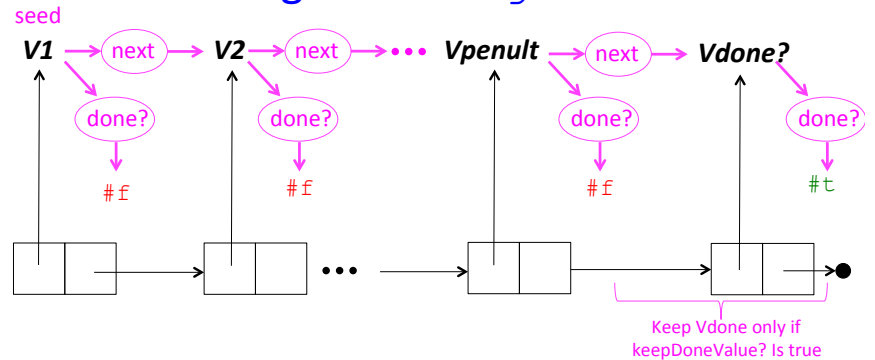 seed
V1 next V2 next ••• Vpenult next Vdone?
done? done? done? done?
#f #f #f #t
•••
Keep Vdone only if
keepDoneValue? Is true